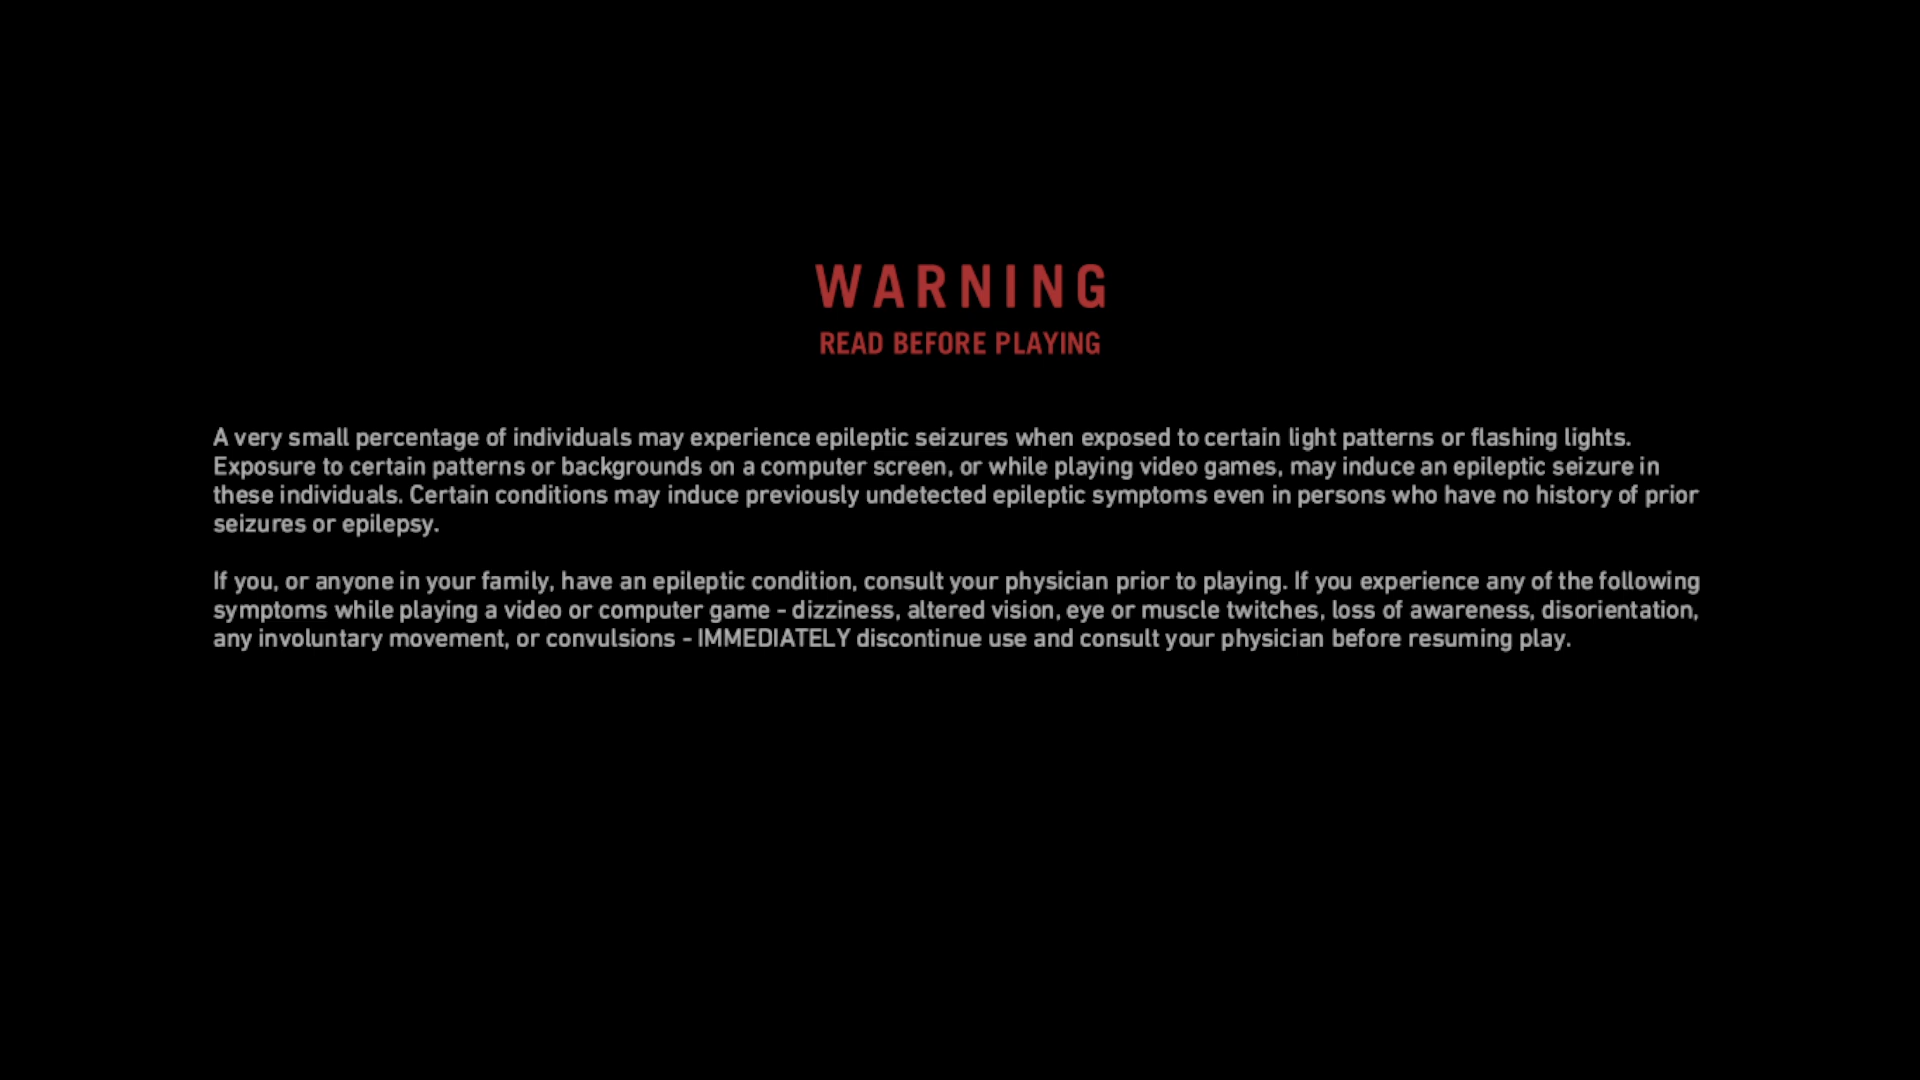 WARNING
READ BEFORE PLAYING
A very small percentage of individuals may experience epileptic seizures when exposed to certain light patterns or flashing lights.
Exposure to certain patterns or backgrounds on a computer screen, or while playing video games, may induce an epileptic seizure in
these individuals. Certain conditions may induce previously undetected epileptic symptoms even in persons who have no history of prior
seizures or epilepsy.
If you, or anyone in your family, have an epileptic condition, consult your physician prior to playing. If you experience any of the following
symptoms while playing a video or computer game - dizziness, altered vision, eye or muscle twitches, loss of awareness, disorientation,
any involuntary movement, or convulsions - IMMEDIATELY discontinue use and consult your physician before resuming play.